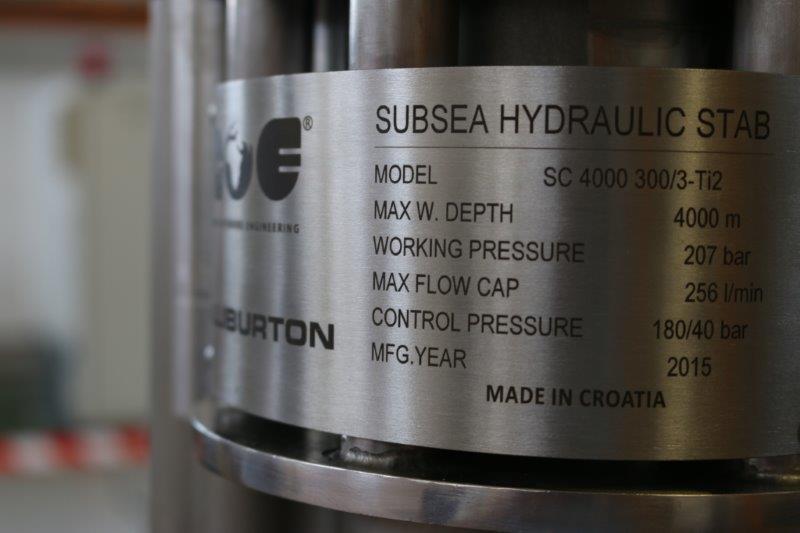 ®
ENGINEERING
SUBSEA HYDRAULIC STAB
MODEL SC 4000 300/3-Ti2
MAX W. DEPTH 4000 m
WORKING PRESSURE 207 bar
MAX FLOW CAP 256 l/min
CONTROL PRESSURE 180/40 bar
MFG.YEAR 2015
MADE IN CROATIA